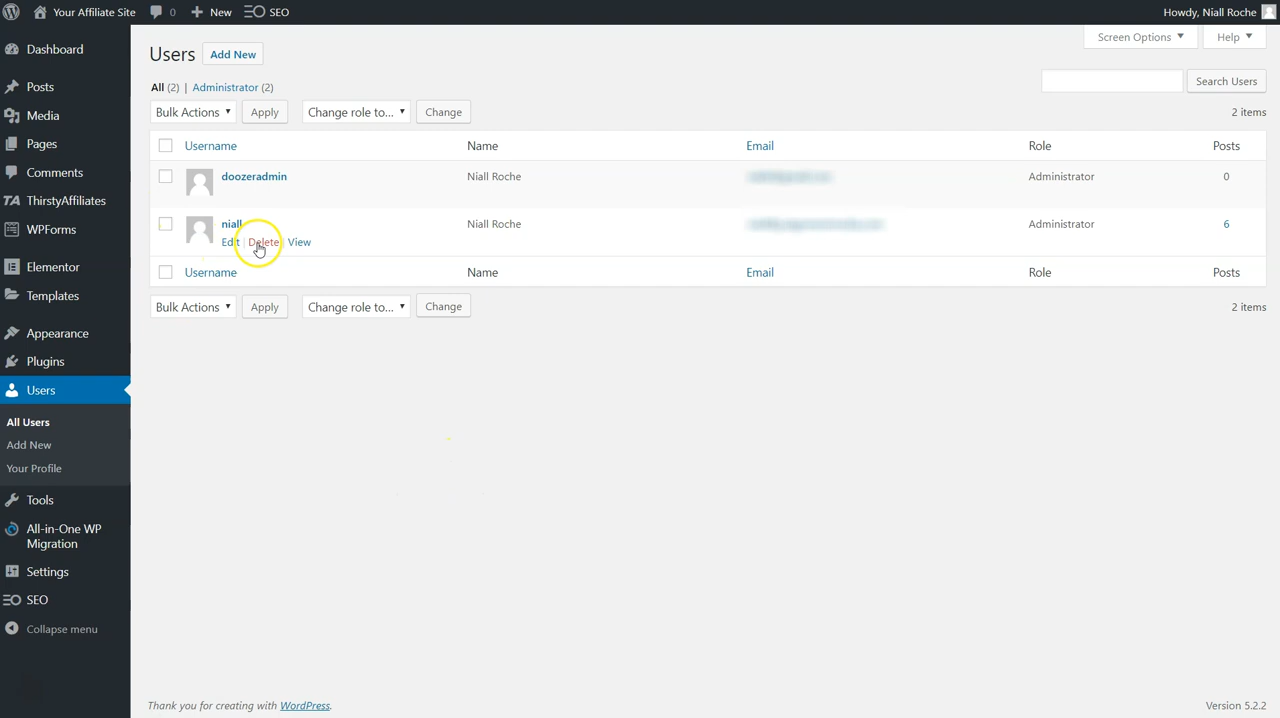 Your Affiliate Site 0 New SEO Howdy, Niall Roche
Screen Options Help
Users Add New
All (2) | Administrator (2)
Search Users
Bulk Actions Apply Change role to... Change 2 items
Username Name Email Role Posts
doozeradmin Niall Roche Administrator 0
niall Niall Roche Administrator 6
Edit | Delete | View
Username Name Email Role Posts
Bulk Actions Apply Change role to... Change 2 items
Dashboard
Posts
Media
Pages
Comments
ThirstyAffiliates
WPForms
Elementor
Templates
Appearance
Plugins
Users
All Users
Add New
Your Profile
Tools
All-in-One WP
Migration
Settings
SEO
Collapse menu
Thank you for creating with WordPress. Version 5.2.2